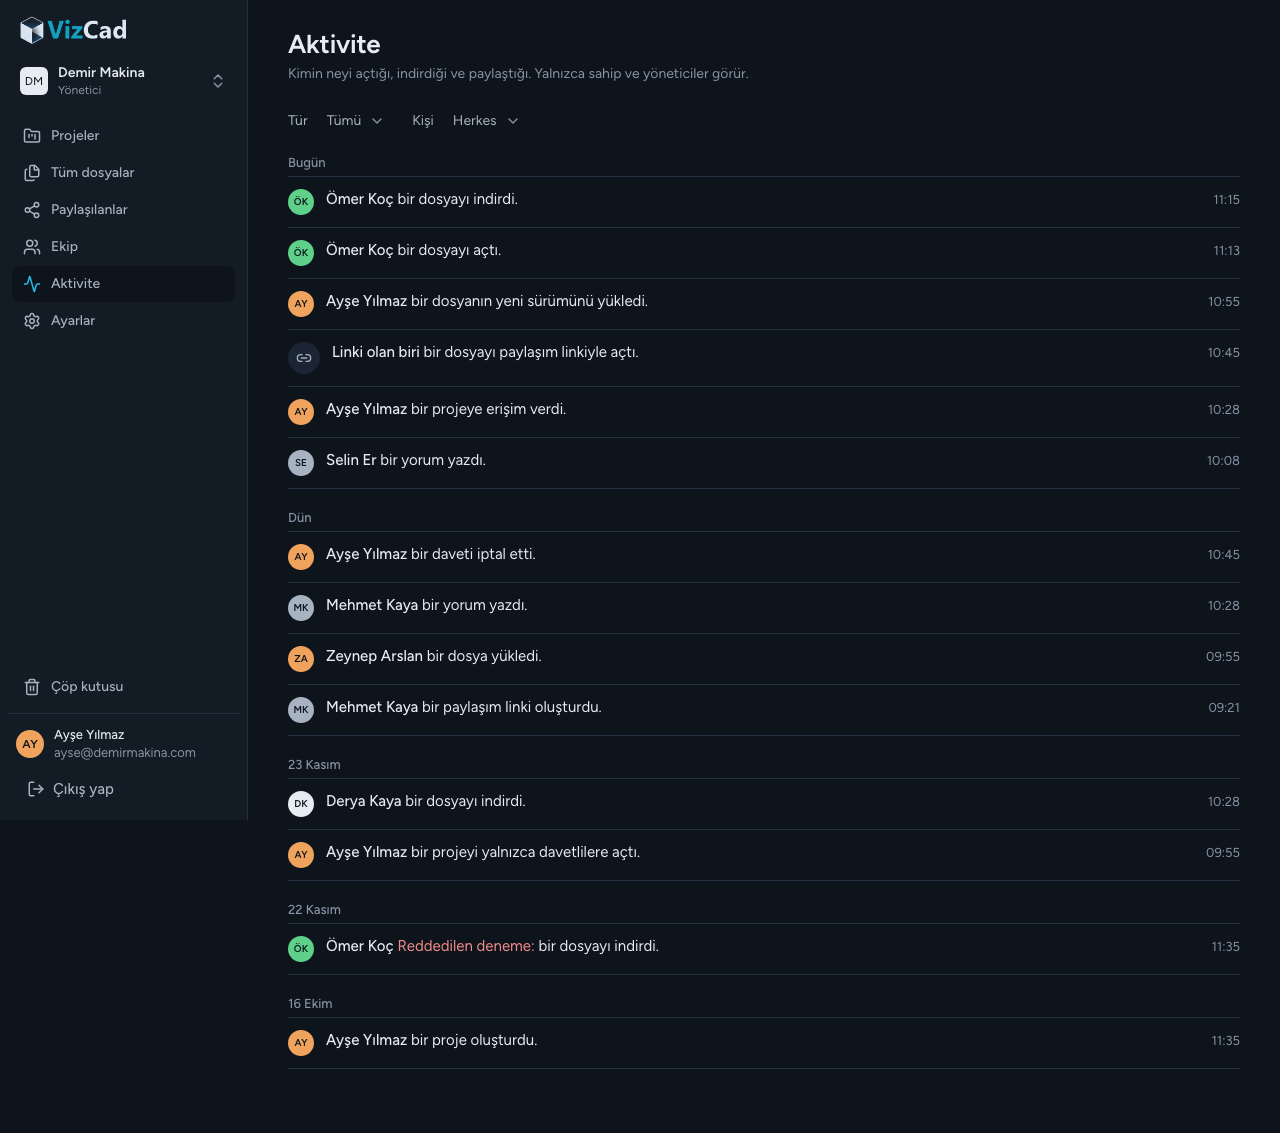 VizCad
DM
Demir Makina
Yönetici
Projeler
Tüm dosyalar
Paylaşılanlar
Ekip
Aktivite
Ayarlar
Çöp kutusu
AY
Ayşe Yılmaz
ayse@demirmakina.com
Çıkış yap
Aktivite
Kimin neyi açtığı, indirdiği ve paylaştığı. Yalnızca sahip ve yöneticiler görür.
Tür Tümü Kişi Herkes
Bugün
ÖK Ömer Koç bir dosyayı indirdi. 11:15
ÖK Ömer Koç bir dosyayı açtı. 11:13
AY Ayşe Yılmaz bir dosyanın yeni sürümünü yükledi. 10:55
Linki olan biri bir dosyayı paylaşım linkiyle açtı. 10:45
AY Ayşe Yılmaz bir projeye erişim verdi. 10:28
SE Selin Er bir yorum yazdı. 10:08
Dün
AY Ayşe Yılmaz bir daveti iptal etti. 10:45
MK Mehmet Kaya bir yorum yazdı. 10:28
ZA Zeynep Arslan bir dosya yükledi. 09:55
MK Mehmet Kaya bir paylaşım linki oluşturdu. 09:21
23 Kasım
DK Derya Kaya bir dosyayı indirdi. 10:28
AY Ayşe Yılmaz bir projeyi yalnızca davetlilere açtı. 09:55
22 Kasım
ÖK Ömer Koç Reddedilen deneme: bir dosyayı indirdi. 11:35
16 Ekim
AY Ayşe Yılmaz bir proje oluşturdu. 11:35